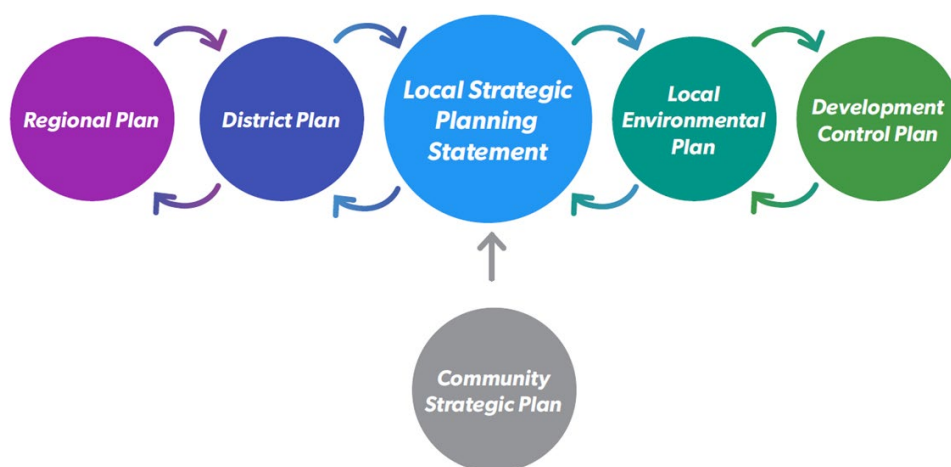 Regional Plan
District Plan
Local Strategic
Planning
Statement
Local
Environmental
Plan
Development
Control Plan
Community
Strategic Plan